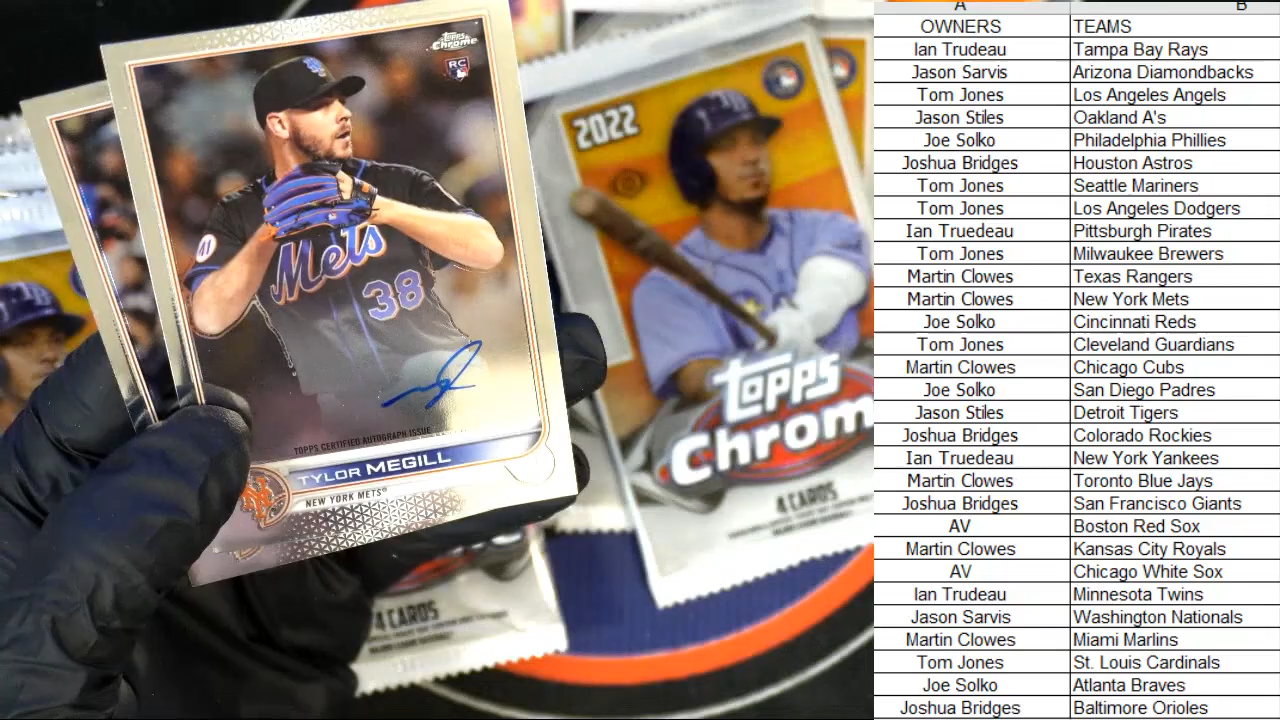 Topps
Chrome
RC
41
Mets
38
TOPPS CERTIFIED AUTOGRAPH ISSUE
TYLOR MEGILL
NEW YORK METS
2022
Topps
Chrom
4 CARDS
4 CARDS
A B
OWNERS TEAMS
Ian Trudeau Tampa Bay Rays
Jason Sarvis Arizona Diamondbacks
Tom Jones Los Angeles Angels
Jason Stiles Oakland A's
Joe Solko Philadelphia Phillies
Joshua Bridges Houston Astros
Tom Jones Seattle Mariners
Tom Jones Los Angeles Dodgers
Ian Truedeau Pittsburgh Pirates
Tom Jones Milwaukee Brewers
Martin Clowes Texas Rangers
Martin Clowes New York Mets
Joe Solko Cincinnati Reds
Tom Jones Cleveland Guardians
Martin Clowes Chicago Cubs
Joe Solko San Diego Padres
Jason Stiles Detroit Tigers
Joshua Bridges Colorado Rockies
Ian Truedeau New York Yankees
Martin Clowes Toronto Blue Jays
Joshua Bridges San Francisco Giants
AV Boston Red Sox
Martin Clowes Kansas City Royals
AV Chicago White Sox
Ian Trudeau Minnesota Twins
Jason Sarvis Washington Nationals
Martin Clowes Miami Marlins
Tom Jones St. Louis Cardinals
Joe Solko Atlanta Braves
Joshua Bridges Baltimore Orioles